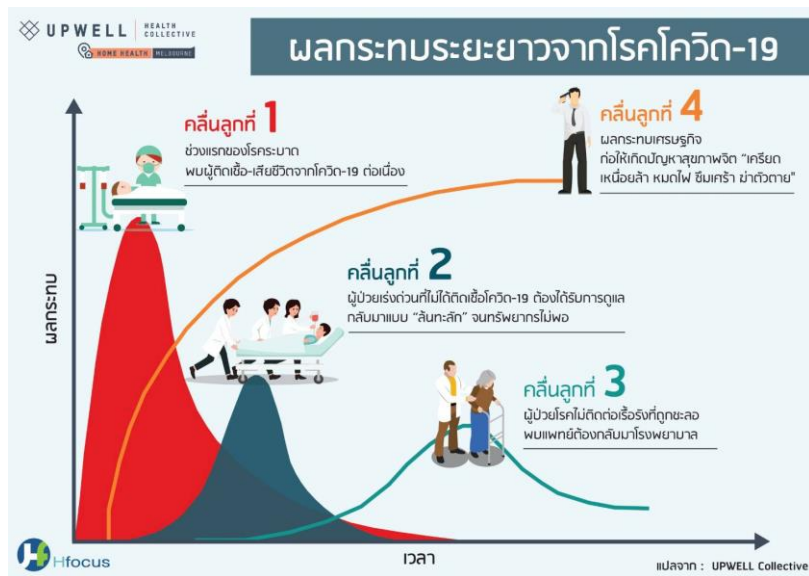 UPWELL HEALTH COLLECTIVE
HOME HEALTH MELBOURNE
ผลกระทบระยะยาวจากโรคโควิด-19
คลื่นลูกที่ 1
ช่วงแรกของโรคระบาด
พบผู้ติดเชื้อ-เสียชีวิตจากโควิด-19 ต่อเนื่อง
คลื่นลูกที่ 4
ผลกระทบเศรษฐกิจ
ก่อให้เกิดปัญหาสุขภาพจิต "เครียด
เหนื่อยล้า หมดไฟ ซึมเศร้า ฆ่าตัวตาย"
คลื่นลูกที่ 2
ผู้ป่วยเร่งด่วนที่ไม่ได้ติดเชื้อโควิด-19 ต้องได้รับการดูแล
กลับมาแบบ "ล้นทะลัก" จนทรัพยากรไม่พอ
คลื่นลูกที่ 3
ผู้ป่วยโรคไม่ติดต่อเรื้อรังที่ถูกชะลอ
พบแพทย์ต้องกลับมาโรงพยาบาล
ผลกระทบ
เวลา
Hfocus
แปลจาก : UPWELL Collective